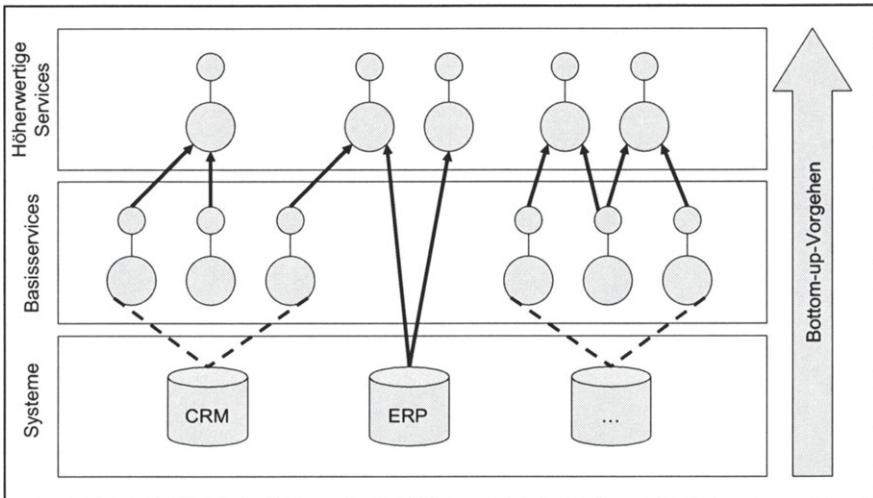 Höherwertige
Services
Basisservices
Systeme
CRM
ERP
...
Bottom-up-Vorgehen